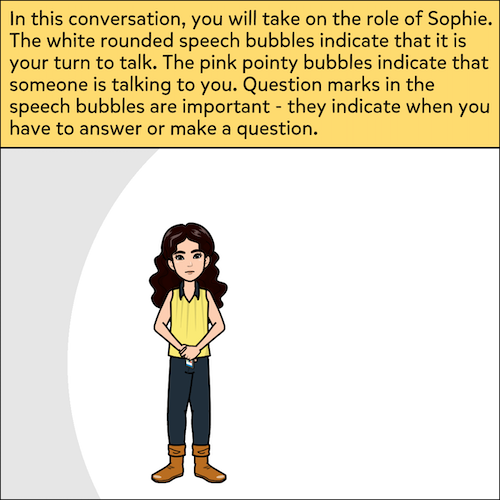 In this conversation, you will take on the role of Sophie.
The white rounded speech bubbles indicate that it is
your turn to talk. The pink pointy bubbles indicate that
someone is talking to you. Question marks in the
speech bubbles are important - they indicate when you
have to answer or make a question.